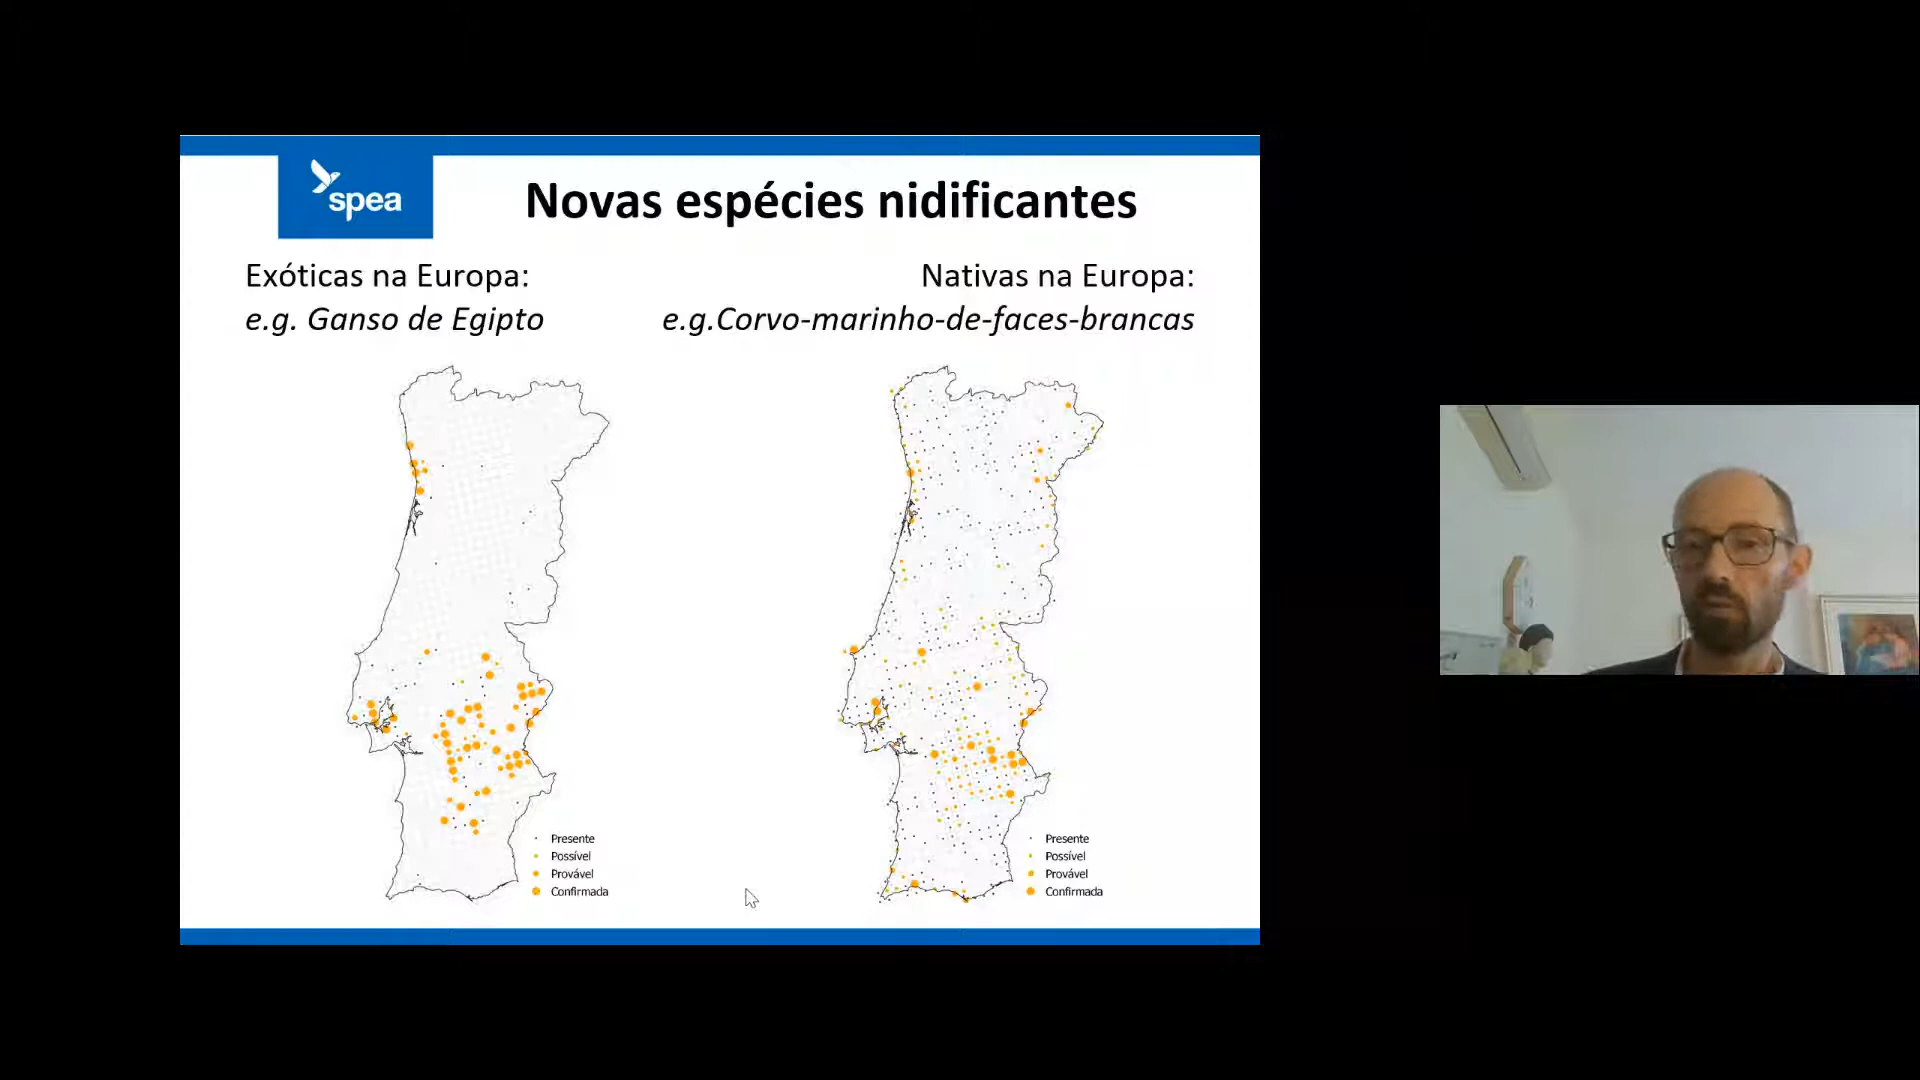 spea
Novas espécies nidificantes
Exóticas na Europa:
e.g. Ganso de Egipto
Nativas na Europa:
e.g.Corvo-marinho-de-faces-brancas
Presente
Possível
Provável
Confirmada
Presente
Possível
Provável
Confirmada